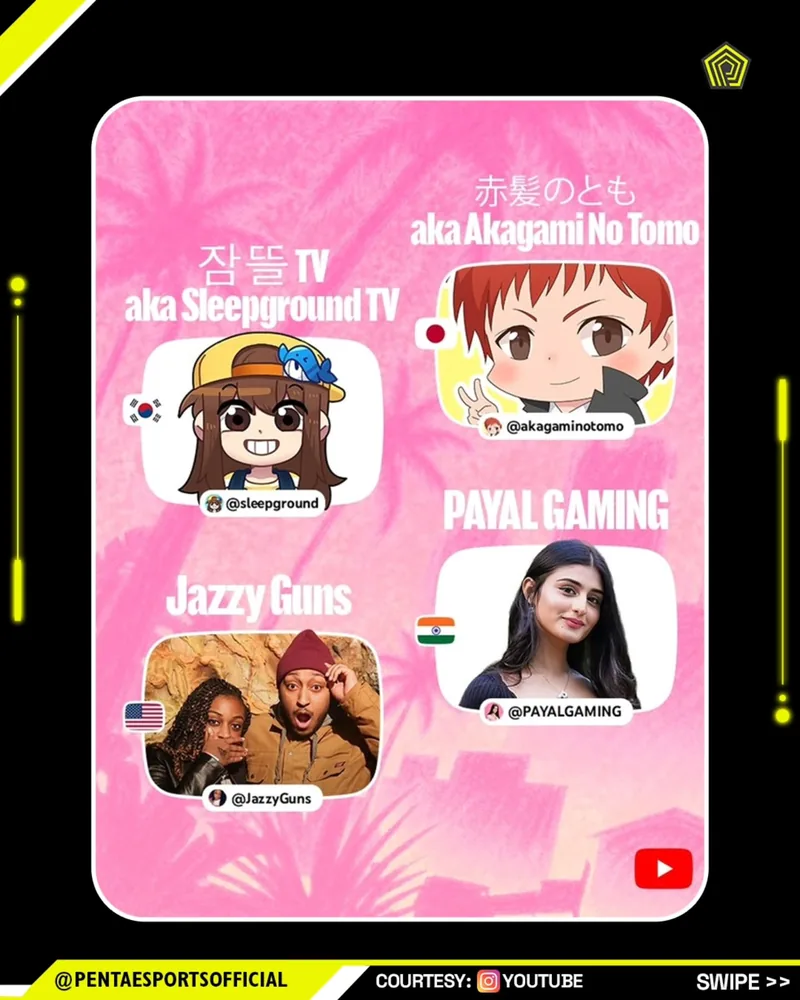 赤髪のとも
aka Akagami No Tomo
잠뜰 TV
aka Sleepground TV
@akagaminotomo
@sleepground
PAYAL GAMING
Jazzy Guns
@PAYALGAMING
@JazzyGuns
@PENTAESPORTSOFFICIAL
COURTESY: YOUTUBE
SWIPE >>